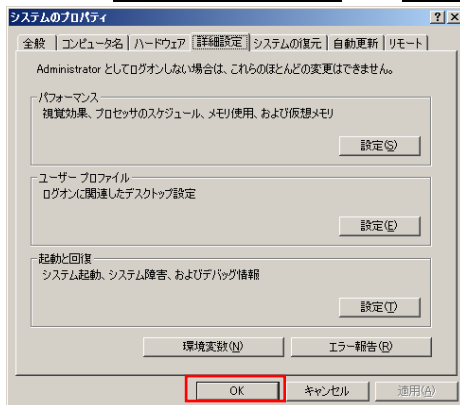 システムのプロパティ
全般 コンピュータ名 ハードウェア 詳細設定 システムの復元 自動更新 リモート
Administrator としてログオンしない場合は、これらのほとんどの変更はできません。
パフォーマンス
視覚効果、プロセッサのスケジュール、メモリ使用、および仮想メモリ
設定(S)
ユーザー プロファイル
ログオンに関連したデスクトップ設定
設定(E)
起動と回復
システム起動、システム障害、およびデバッグ情報
設定(T)
環境変数(N) エラー報告(R)
OK キャンセル 適用(A)